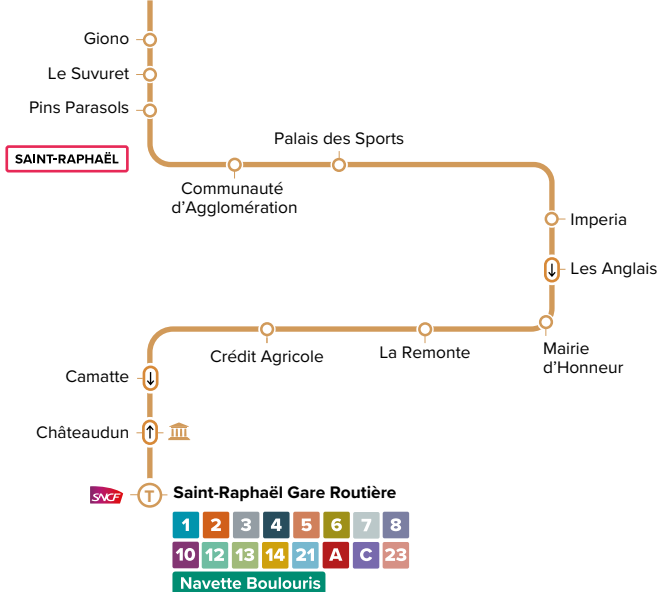 Giono
Le Suvuret
Pins Parasols
Palais des Sports
SAINT-RAPHAËL
Communauté
d'Agglomération
Imperia
Les Anglais
Mairie
d'Honneur
Crédit Agricole
La Remonte
Camatte
Châteaudun
SNCF
T
Saint-Raphaël Gare Routière
1 2 3 4 5 6 7 8
10 12 13 14 21 A C 23
Navette Boulouris